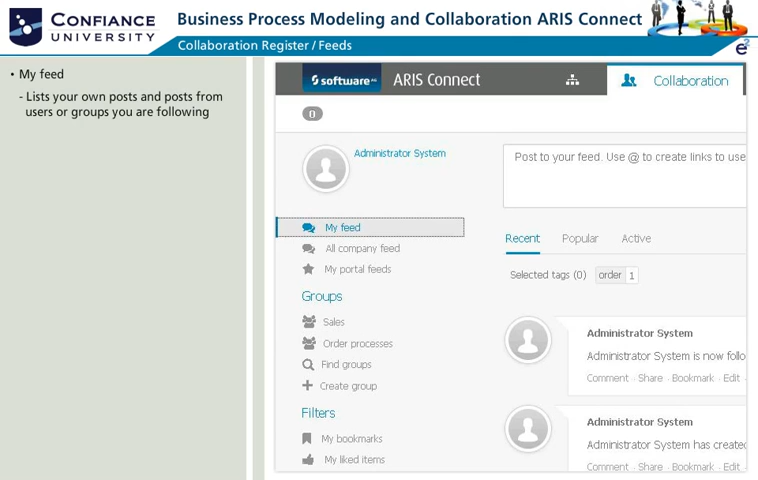 CONFIANCE
UNIVERSITY
Business Process Modeling and Collaboration ARIS Connect
Collaboration Register / Feeds
• My feed
- Lists your own posts and posts from
users or groups you are following
software AG
ARIS Connect
Collaboration
0
Administrator System
Post to your feed. Use @ to create links to use
My feed
All company feed
My portal feeds
Recent
Popular
Active
Selected tags (0)
order 1
Groups
Sales
Order processes
Find groups
Create group
Filters
My bookmarks
My liked items
Administrator System
Administrator System is now follo
Comment · Share · Bookmark · Edit ·
Administrator System
Administrator System has created
Comment · Share · Bookmark · Edit ·